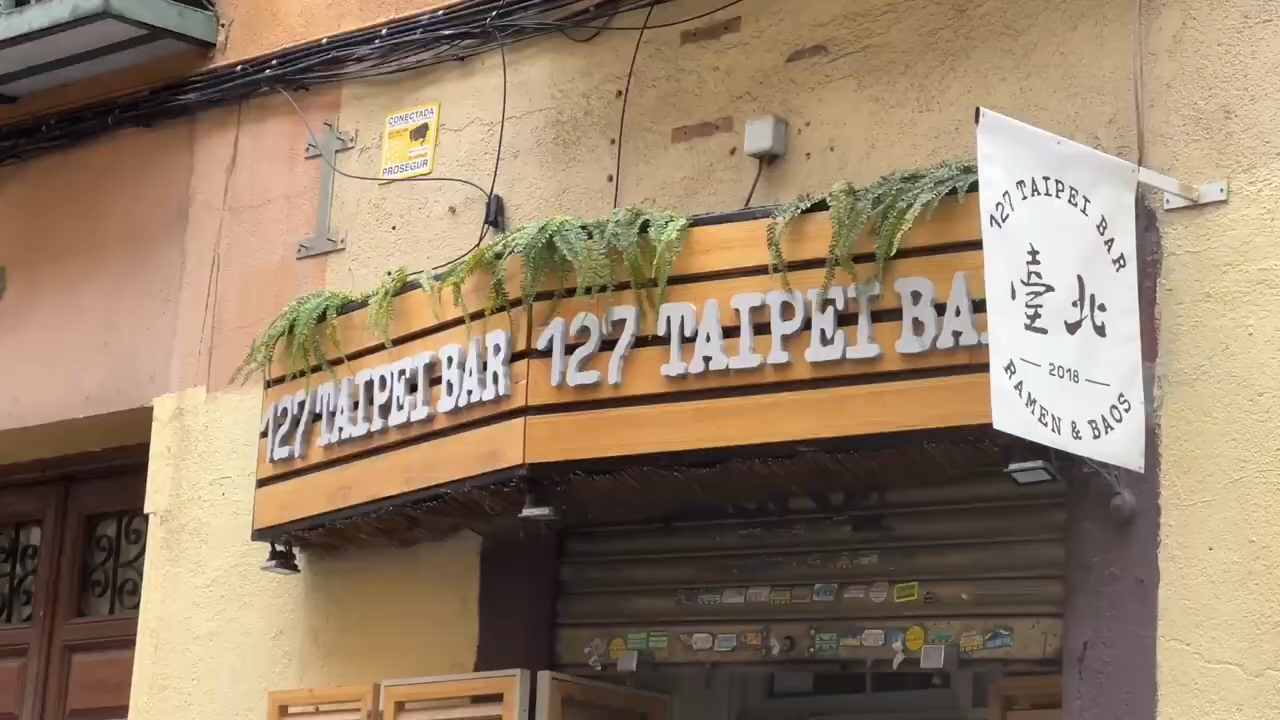 CONECTADA
PROSEGUR
127 TAIPEI BAR
127 TAIPEI BA
127 TAIPEI BAR
臺北
2018
RAMEN & BAOS